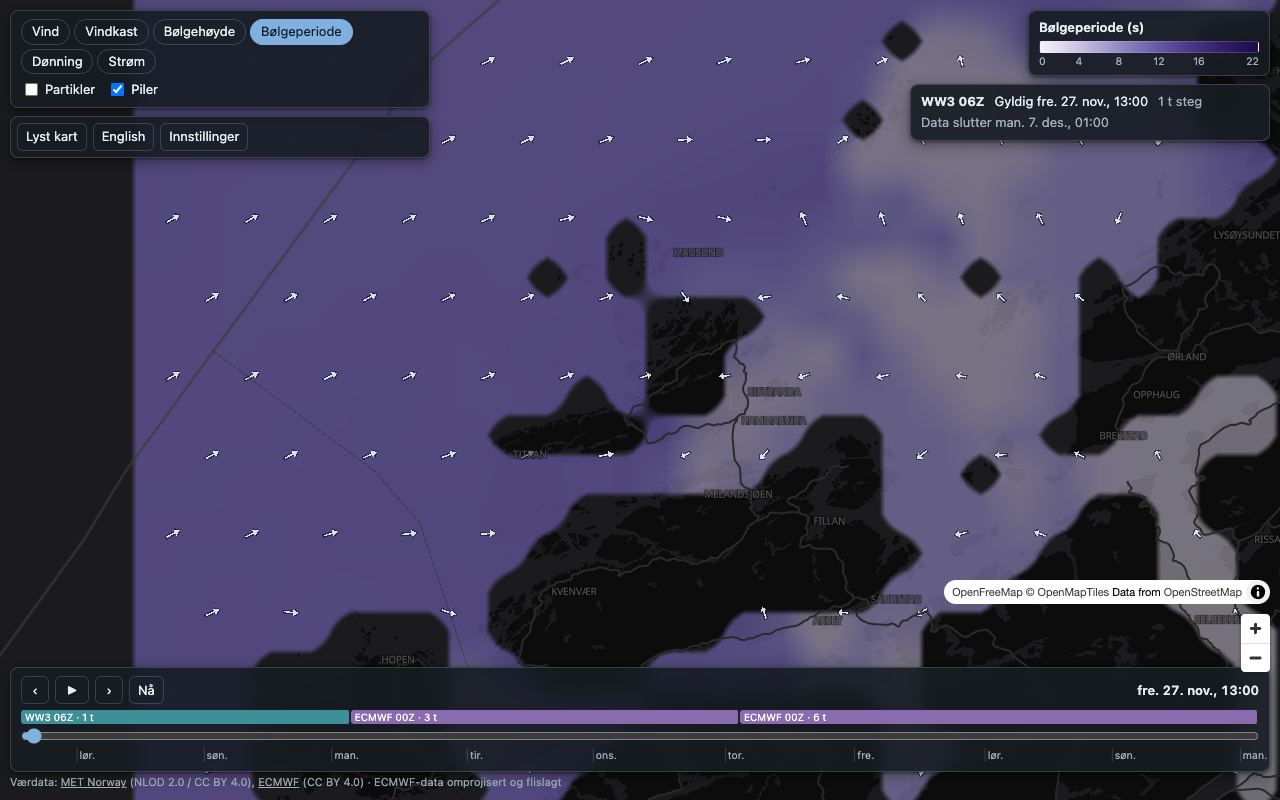 Vind Vindkast Bølgehøyde Bølgeperiode
Dønning Strøm
Partikler Piler
Lyst kart English Innstillinger
Bølgeperiode (s)
0 4 8 12 16 22
WW3 06Z Gyldig fre. 27. nov., 13:00 1 t steg
Data slutter man. 7. des., 01:00
LYSØYSUNDET
MAUSUND
ØRLAND
SISTRANDA
OPPHAUG
HAMMARVIKA
BREKSTAD
TITRAN
MELANDSJØEN
FILLAN
RISSA
KVENVÆR
SANDSTAD
OpenFreeMap © OpenMapTiles Data from OpenStreetMap
HOPEN
‹ › Nå
fre. 27. nov., 13:00
WW3 06Z · 1 t ECMWF 00Z · 3 t ECMWF 00Z · 6 t
lør. søn. man. tir. ons. tor. fre. lør. søn. man.
Værdata: MET Norway (NLOD 2.0 / CC BY 4.0), ECMWF (CC BY 4.0) · ECMWF-data omprojisert og flislagt